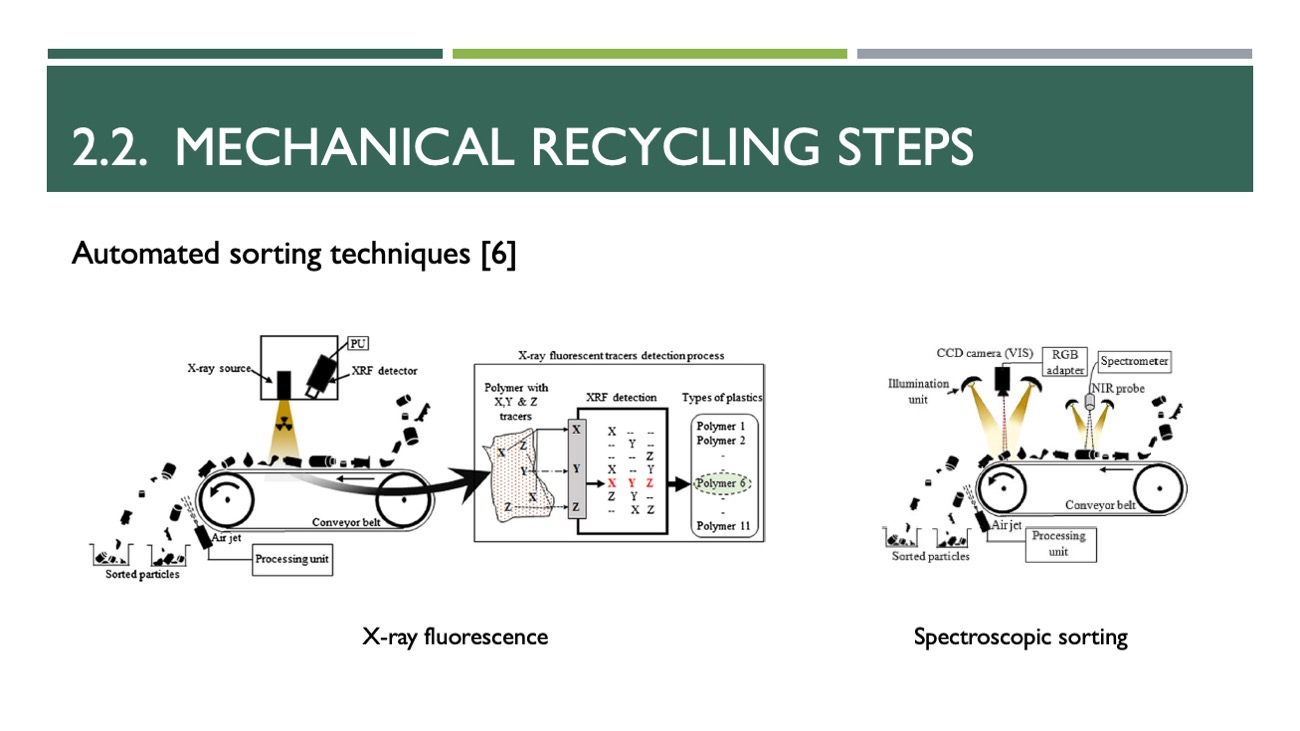 2.2. MECHANICAL RECYCLING STEPS
Automated sorting techniques [6]
PU
X-ray source
XRF detector
Conveyor belt
Air jet
Processing unit
Sorted particles
X-ray fluorescent tracers detection process
Polymer with
X,Y & Z
tracers
XRF detection
Types of plastics
X
Z
Y
X
Z
X
Y
Z
X -- --
-- Y --
-- -- Z
X -- Y
X Y Z
Z Y --
-- X Z
Polymer 1
Polymer 2
-
-
Polymer 6
-
-
Polymer 11
X-ray fluorescence
CCD camera (VIS)
RGB
adapter
Spectrometer
Illumination
unit
NIR probe
Conveyor belt
Air jet
Processing
unit
Sorted particles
Spectroscopic sorting